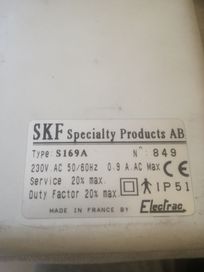 SKF Specialty Products AB
Type: S169A N°: 849
230V AC 50/60Hz 0.9 A.AC Max CE
Service 20% max.
Duty Factor 20% max IP51
MADE IN FRANCE BY Electrac